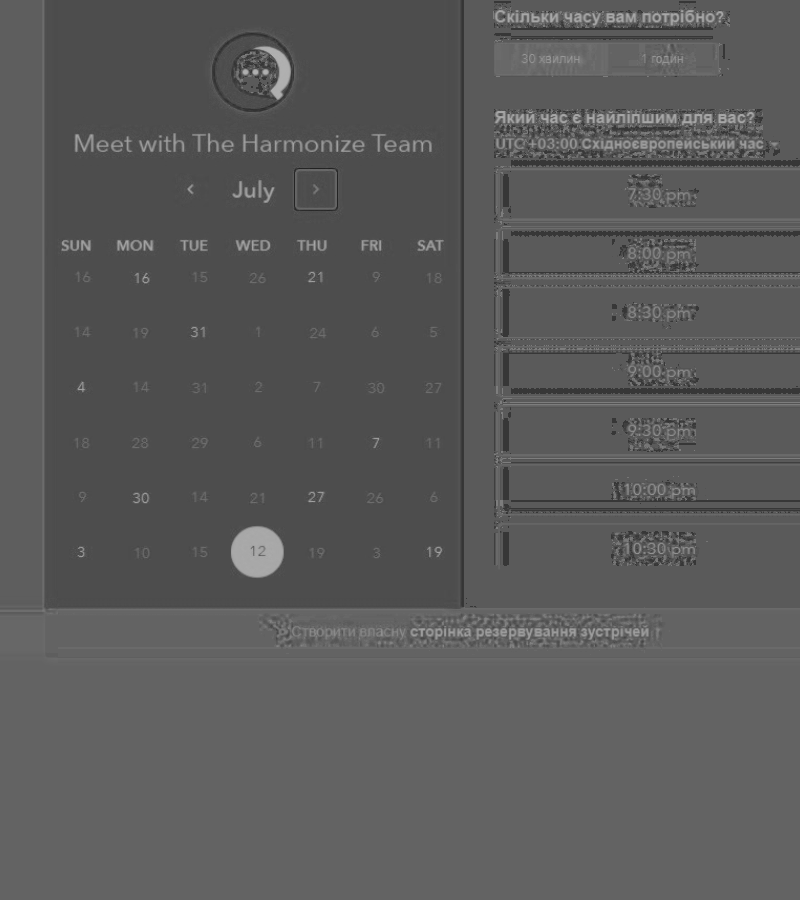 Meet with The Harmonize Team
July
SUN MON TUE WED THU FRI SAT
16 16 15 26 21 9 18
14 19 31 1 24 6 5
4 14 31 2 7 30 27
18 28 29 6 11 7 11
9 30 14 21 27 26 6
3 10 15 12 19 3 19
Скільки часу вам потрібно?
30 хвилин 1 годин
Який час є найліпшим для вас?
UTC +03:00 Східноєвропейський час
7:30 pm
8:00 pm
8:30 pm
9:00 pm
9:30 pm
10:00 pm
10:30 pm
Створити власну сторінка резервування зустрічей